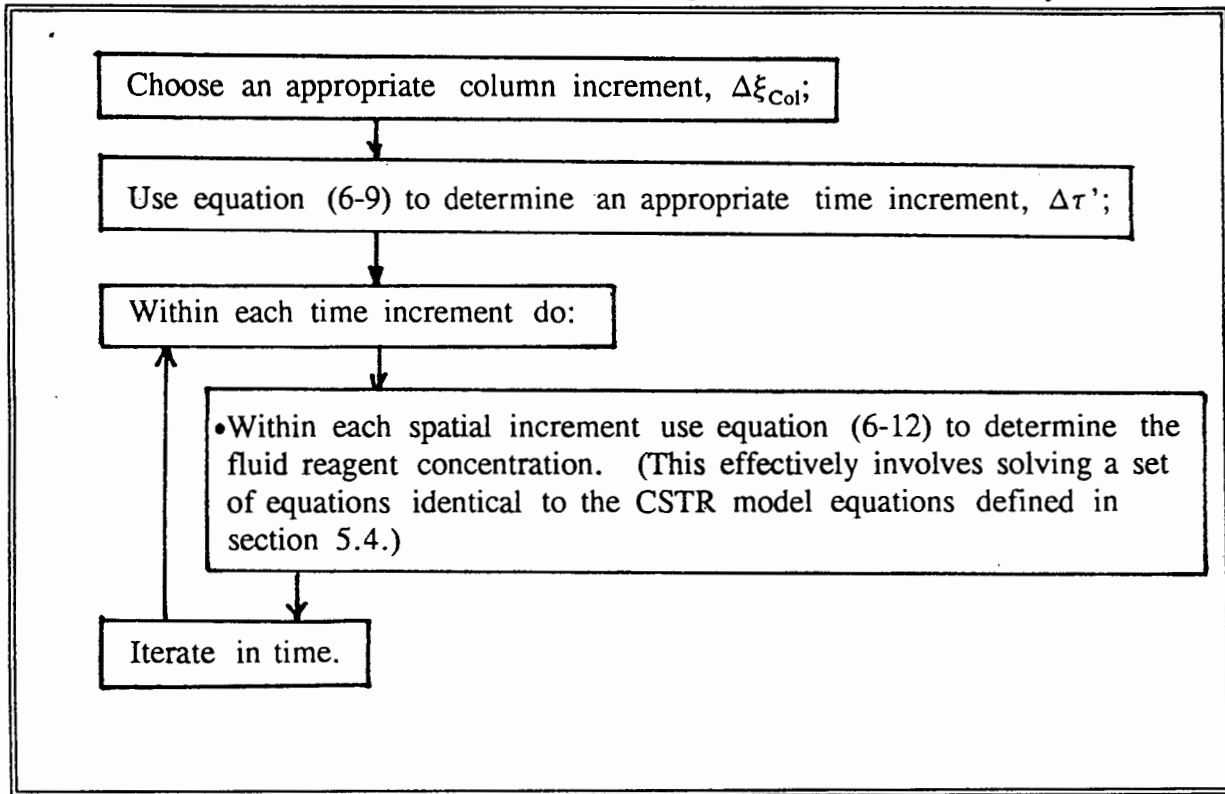 Choose an appropriate column increment, Δξ_Col;
Use equation (6-9) to determine an appropriate time increment, Δτ’;
Within each time increment do:
•Within each spatial increment use equation (6-12) to determine the
fluid reagent concentration. (This effectively involves solving a set
of equations identical to the CSTR model equations defined in
section 5.4.)
Iterate in time.